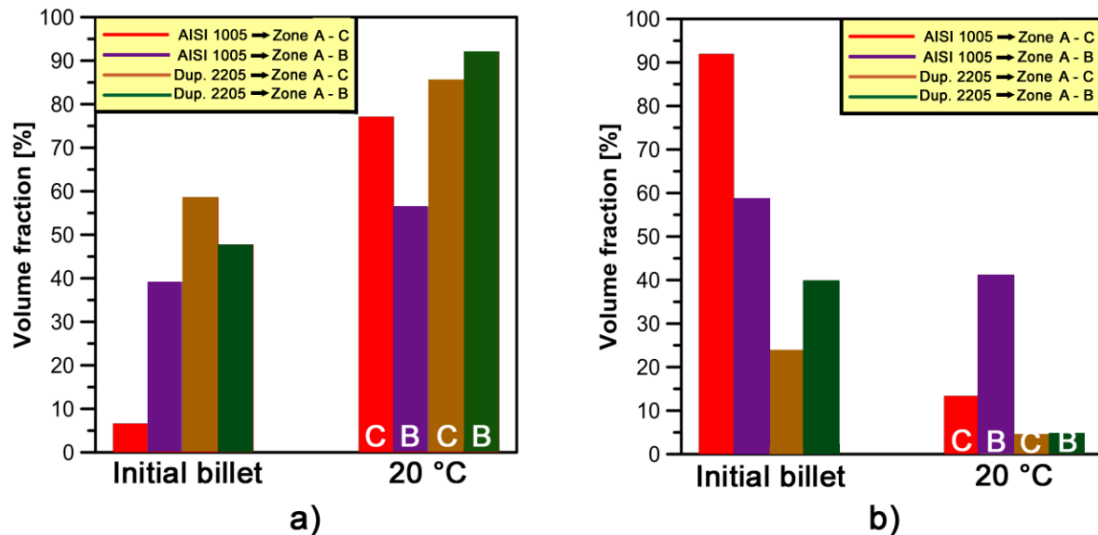 Volume fraction [%]
100
90
80
70
60
50
40
30
20
10
0
AISI 1005 ➡ Zone A - C
AISI 1005 ➡ Zone A - B
Dup. 2205 ➡ Zone A - C
Dup. 2205 ➡ Zone A - B
C B C B
Initial billet 20 °C
a)
Volume fraction [%]
100
90
80
70
60
50
40
30
20
10
0
AISI 1005 ➡ Zone A - C
AISI 1005 ➡ Zone A - B
Dup. 2205 ➡ Zone A - C
Dup. 2205 ➡ Zone A - B
C B C B
Initial billet 20 °C
b)